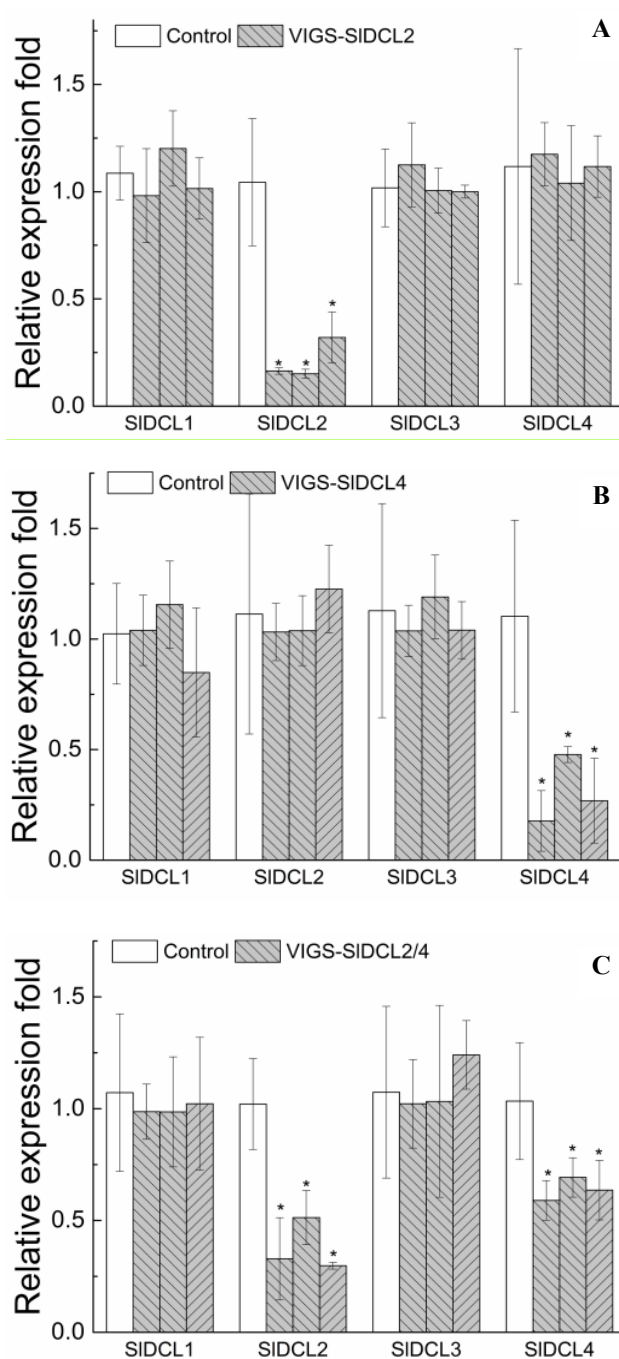 A
Control VIGS-SlDCL2
Relative expression fold
1.5
1.0
0.5
0.0
* * *
SlDCL1 SlDCL2 SlDCL3 SlDCL4
B
Control VIGS-SlDCL4
Relative expression fold
1.5
1.0
0.5
0.0
* * *
SlDCL1 SlDCL2 SlDCL3 SlDCL4
C
Control VIGS-SlDCL2/4
Relative expression fold
1.5
1.0
0.5
0.0
* * * * * *
SlDCL1 SlDCL2 SlDCL3 SlDCL4